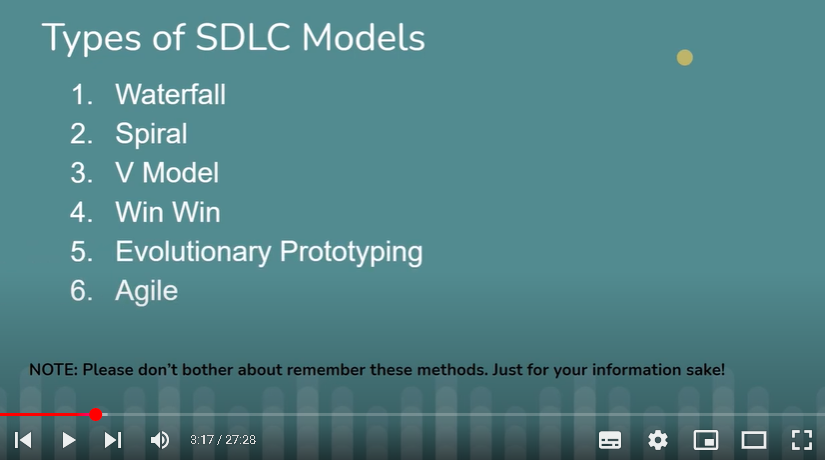 Types of SDLC Models
1. Waterfall
2. Spiral
3. V Model
4. Win Win
5. Evolutionary Prototyping
6. Agile
NOTE: Please don't bother about remember these methods. Just for your information sake!
3:17 / 27:28